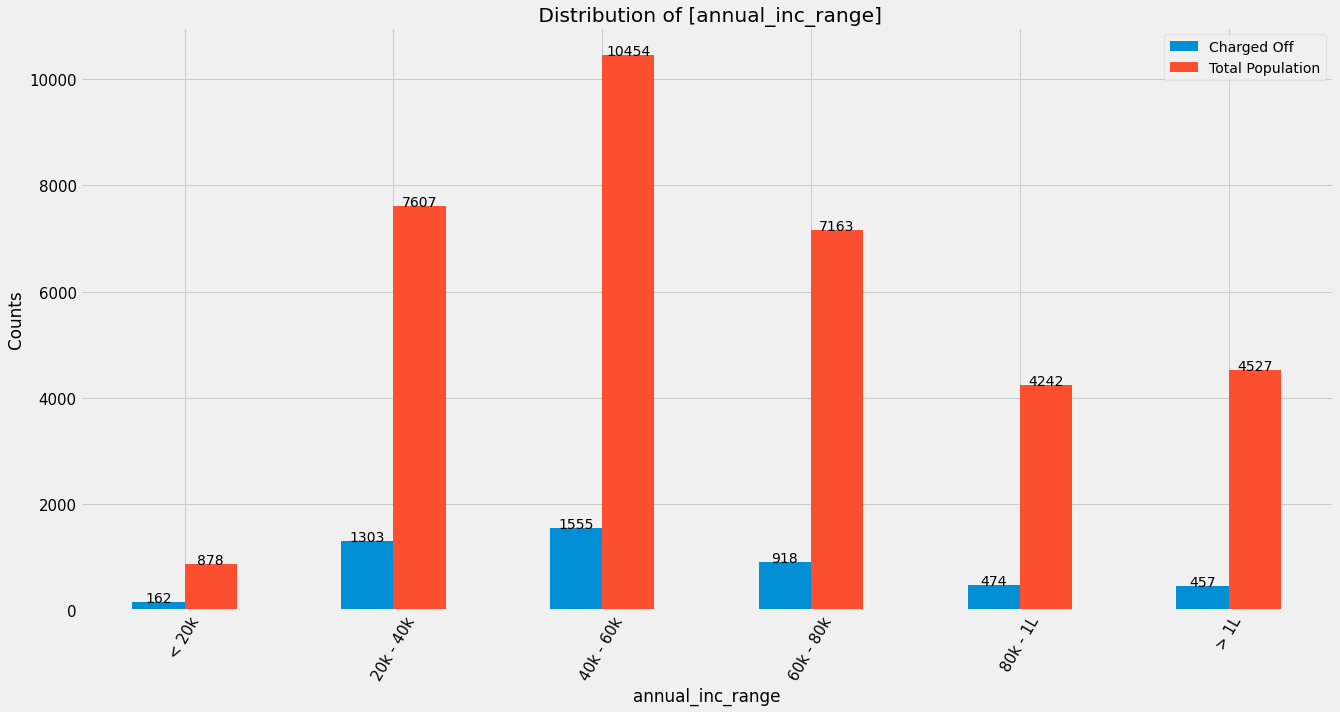 Distribution of [annual_inc_range]
Charged Off
Total Population
Counts
10000
8000
6000
4000
2000
0
162
878
1303
7607
1555
10454
918
7163
474
4242
457
4527
< 20k
20k - 40k
40k - 60k
60k - 80k
80k - 1L
> 1L
annual_inc_range